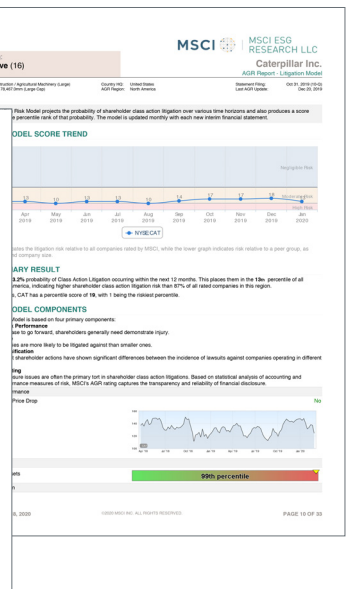 MSCI
MSCI ESG
RESEARCH LLC
ve (16)
Caterpillar Inc.
AGR Report - Litigation Model
truction / Agricultural Machinery (Large)
78,467.0mm (Large Cap)
Country HQ: United States
AGR Region: North America
Statement Filing: Oct 31, 2019 (10-Q)
Last AGR Update: Dec 20, 2019
Risk Model projects the probability of shareholder class action litigation over various time horizons and also produces a score
e percentile rank of that probability. The model is updated monthly with each new interim financial statement.
ODEL SCORE TREND
Negligible Risk
14 17 17 18
Apr 2019
May 2019
Jun 2019
Jul 2019
Aug 2019
Sep 2019
Oct 2019
Nov 2019
Dec 2019
Jan 2020
NYSE:CAT
ates the litigation risk relative to all companies rated by MSCI, while the lower graph indicates risk relative to a peer group, as
nd company size.
ARY RESULT
3.2% probability of Class Action Litigation occurring within the next 12 months. This places them in the 13th percentile of all
merica, indicating higher shareholder class action litigation risk than 87% of all rated companies in this region.
s, CAT has a percentile score of 19, with 1 being the riskiest percentile.
ODEL COMPONENTS
Model is based on four primary components:
Performance
ase to go forward, shareholders generally need demonstrate injury.
ies are more likely to be litigated against than smaller ones.
ification
t shareholder actions have shown significant differences between the incidence of lawsuits against companies operating in different
ing
osure issues are often the primary tort in shareholder class action litigations. Based on statistical analysis of accounting and
rnance measures of risk, MSCI's AGR rating captures the transparency and reliability of financial disclosure.
rmance
Price Drop
No
ets
99th percentile
n
8, 2020
©2020 MSCI INC. ALL RIGHTS RESERVED.
PAGE 10 OF 35